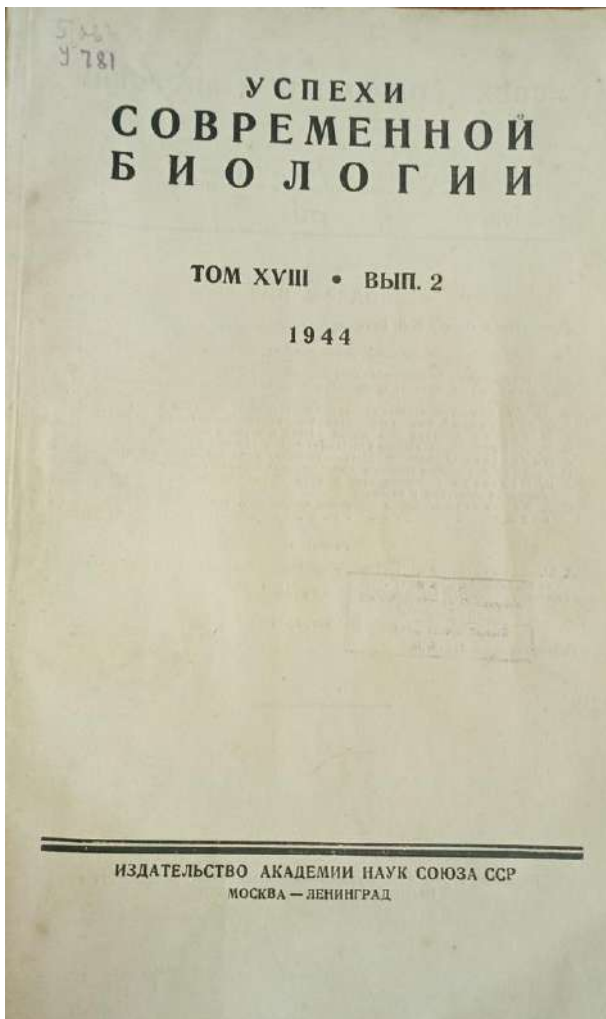 У 781
УСПЕХИ
СОВРЕМЕННОЙ
БИОЛОГИИ
ТОМ XVIII • ВЫП. 2
1944
ИЗДАТЕЛЬСТВО АКАДЕМИИ НАУК СОЮЗА ССР
МОСКВА — ЛЕНИНГРАД